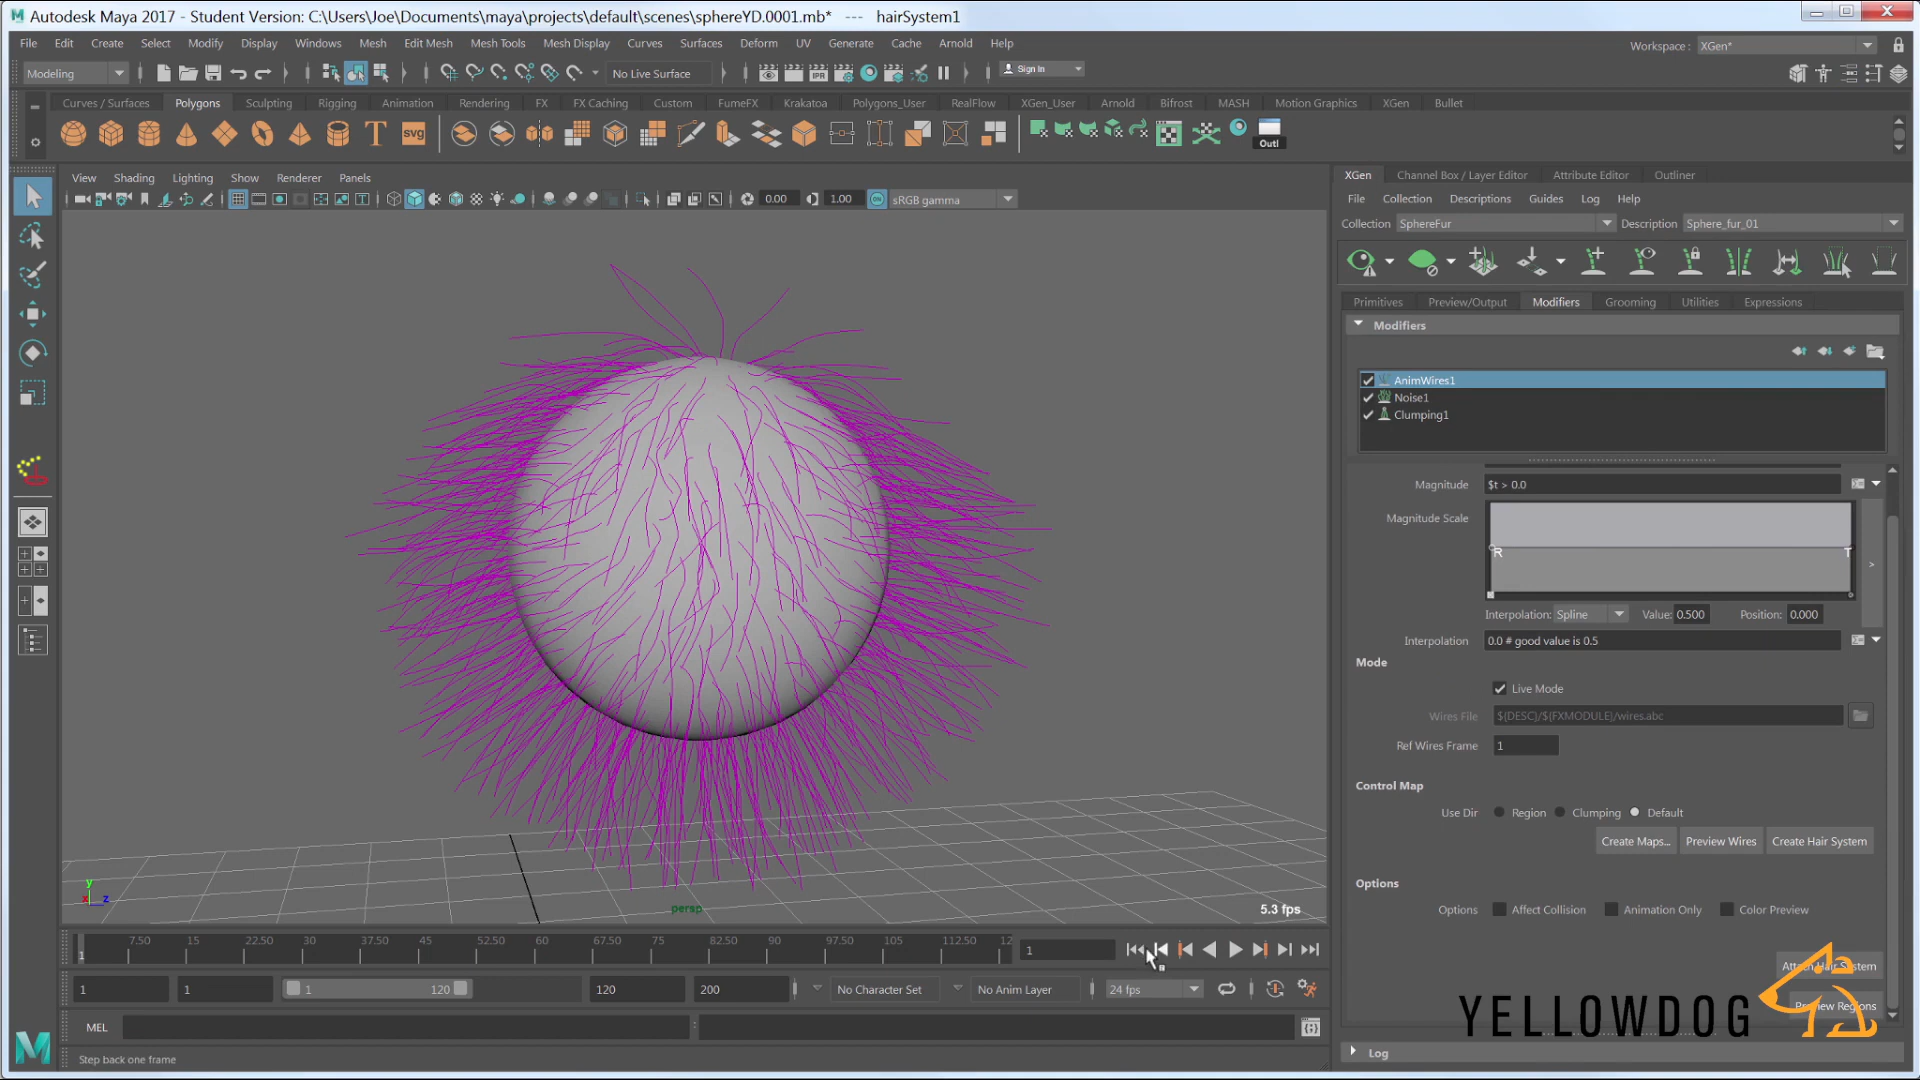 Autodesk Maya 2017 - Student Version: C:\Users\Joe\Documents\maya\projects\default\scenes\sphereYD.0001.mb* --- hairSystem1
File Edit Create Select Modify Display Windows Mesh Edit Mesh Mesh Tools Mesh Display Curves Surfaces Deform UV Generate Cache Arnold Help
Workspace : XGen*
Modeling No Live Surface IPR Sign In
Curves / Surfaces Polygons Sculpting Rigging Animation Rendering FX FX Caching Custom FumeFX Krakatoa Polygons_User RealFlow XGen_User Arnold Bifrost MASH Motion Graphics XGen Bullet
T svg Outl
View Shading Lighting Show Renderer Panels
0.00 1.00 ON sRGB gamma
XGen Channel Box / Layer Editor Attribute Editor Outliner
File Collection Descriptions Guides Log Help
Collection SphereFur Description Sphere_fur_01
Primitives Preview/Output Modifiers Grooming Utilities Expressions
Modifiers
AnimWires1
Noise1
Clumping1
Magnitude $t > 0.0
Magnitude Scale
R T
Interpolation: Spline Value: 0.500 Position: 0.000
Interpolation 0.0 # good value is 0.5
Mode
Live Mode
Wires File ${DESC}/${FXMODULE}/wires.abc
Ref Wires Frame 1
Control Map
Use Dir Region Clumping Default
Create Maps... Preview Wires Create Hair System
Options
Options Affect Collision Animation Only Color Preview
Attach Hair System
Preview Regions
YELLOWDOG
Log
y
x z
persp
5.3 fps
1 7.50 15 22.50 30 37.50 45 52.50 60 67.50 75 82.50 90 97.50 105 112.50 12
1
1 1 1 120 120 200 No Character Set No Anim Layer 24 fps
MEL
Step back one frame